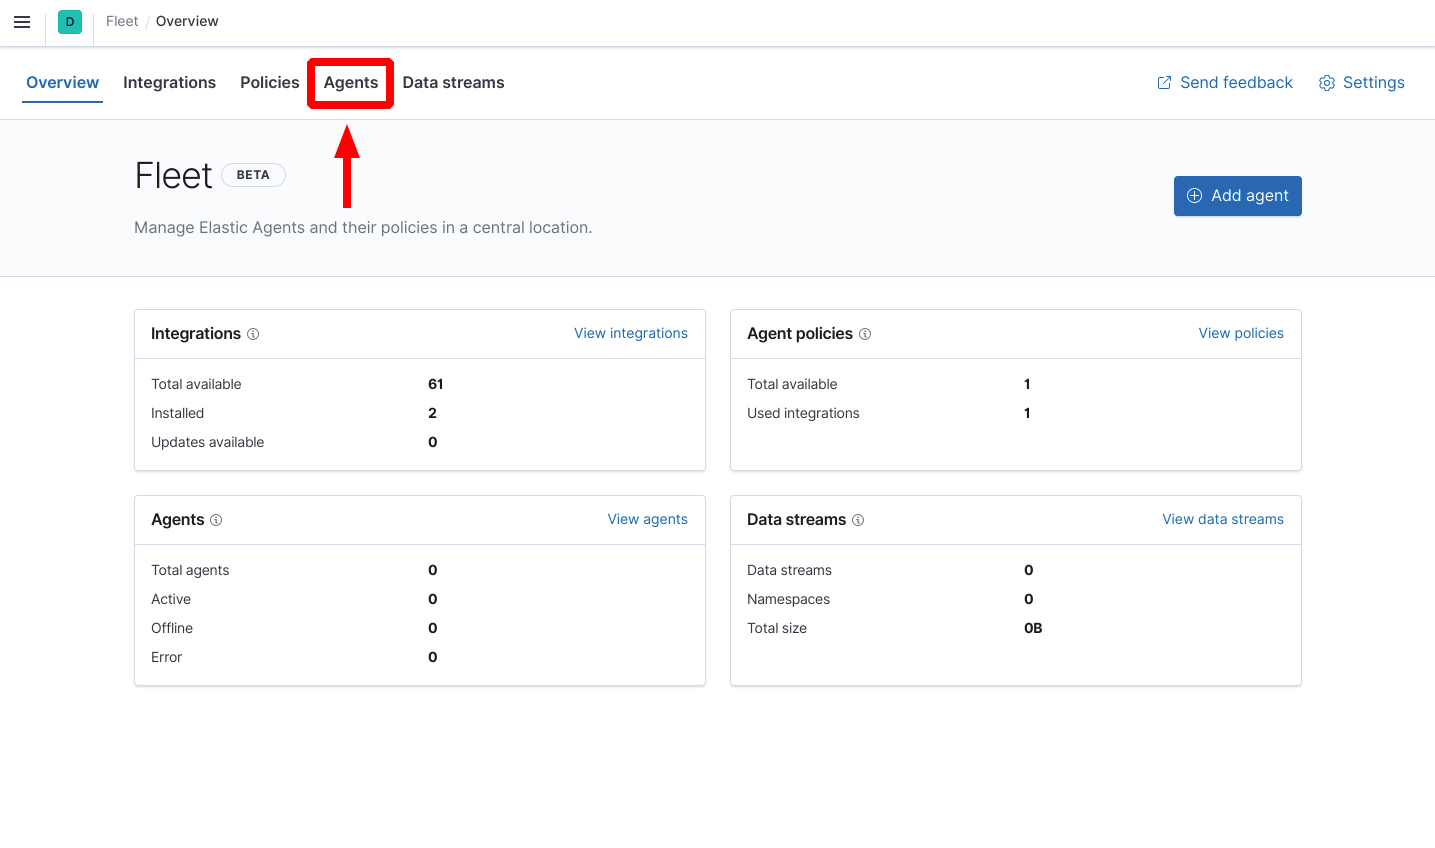 D Fleet / Overview
Overview Integrations Policies Agents Data streams Send feedback Settings
Fleet BETA
Add agent
Manage Elastic Agents and their policies in a central location.
Integrations View integrations
Total available 61
Installed 2
Updates available 0
Agent policies View policies
Total available 1
Used integrations 1
Agents View agents
Total agents 0
Active 0
Offline 0
Error 0
Data streams View data streams
Data streams 0
Namespaces 0
Total size 0B